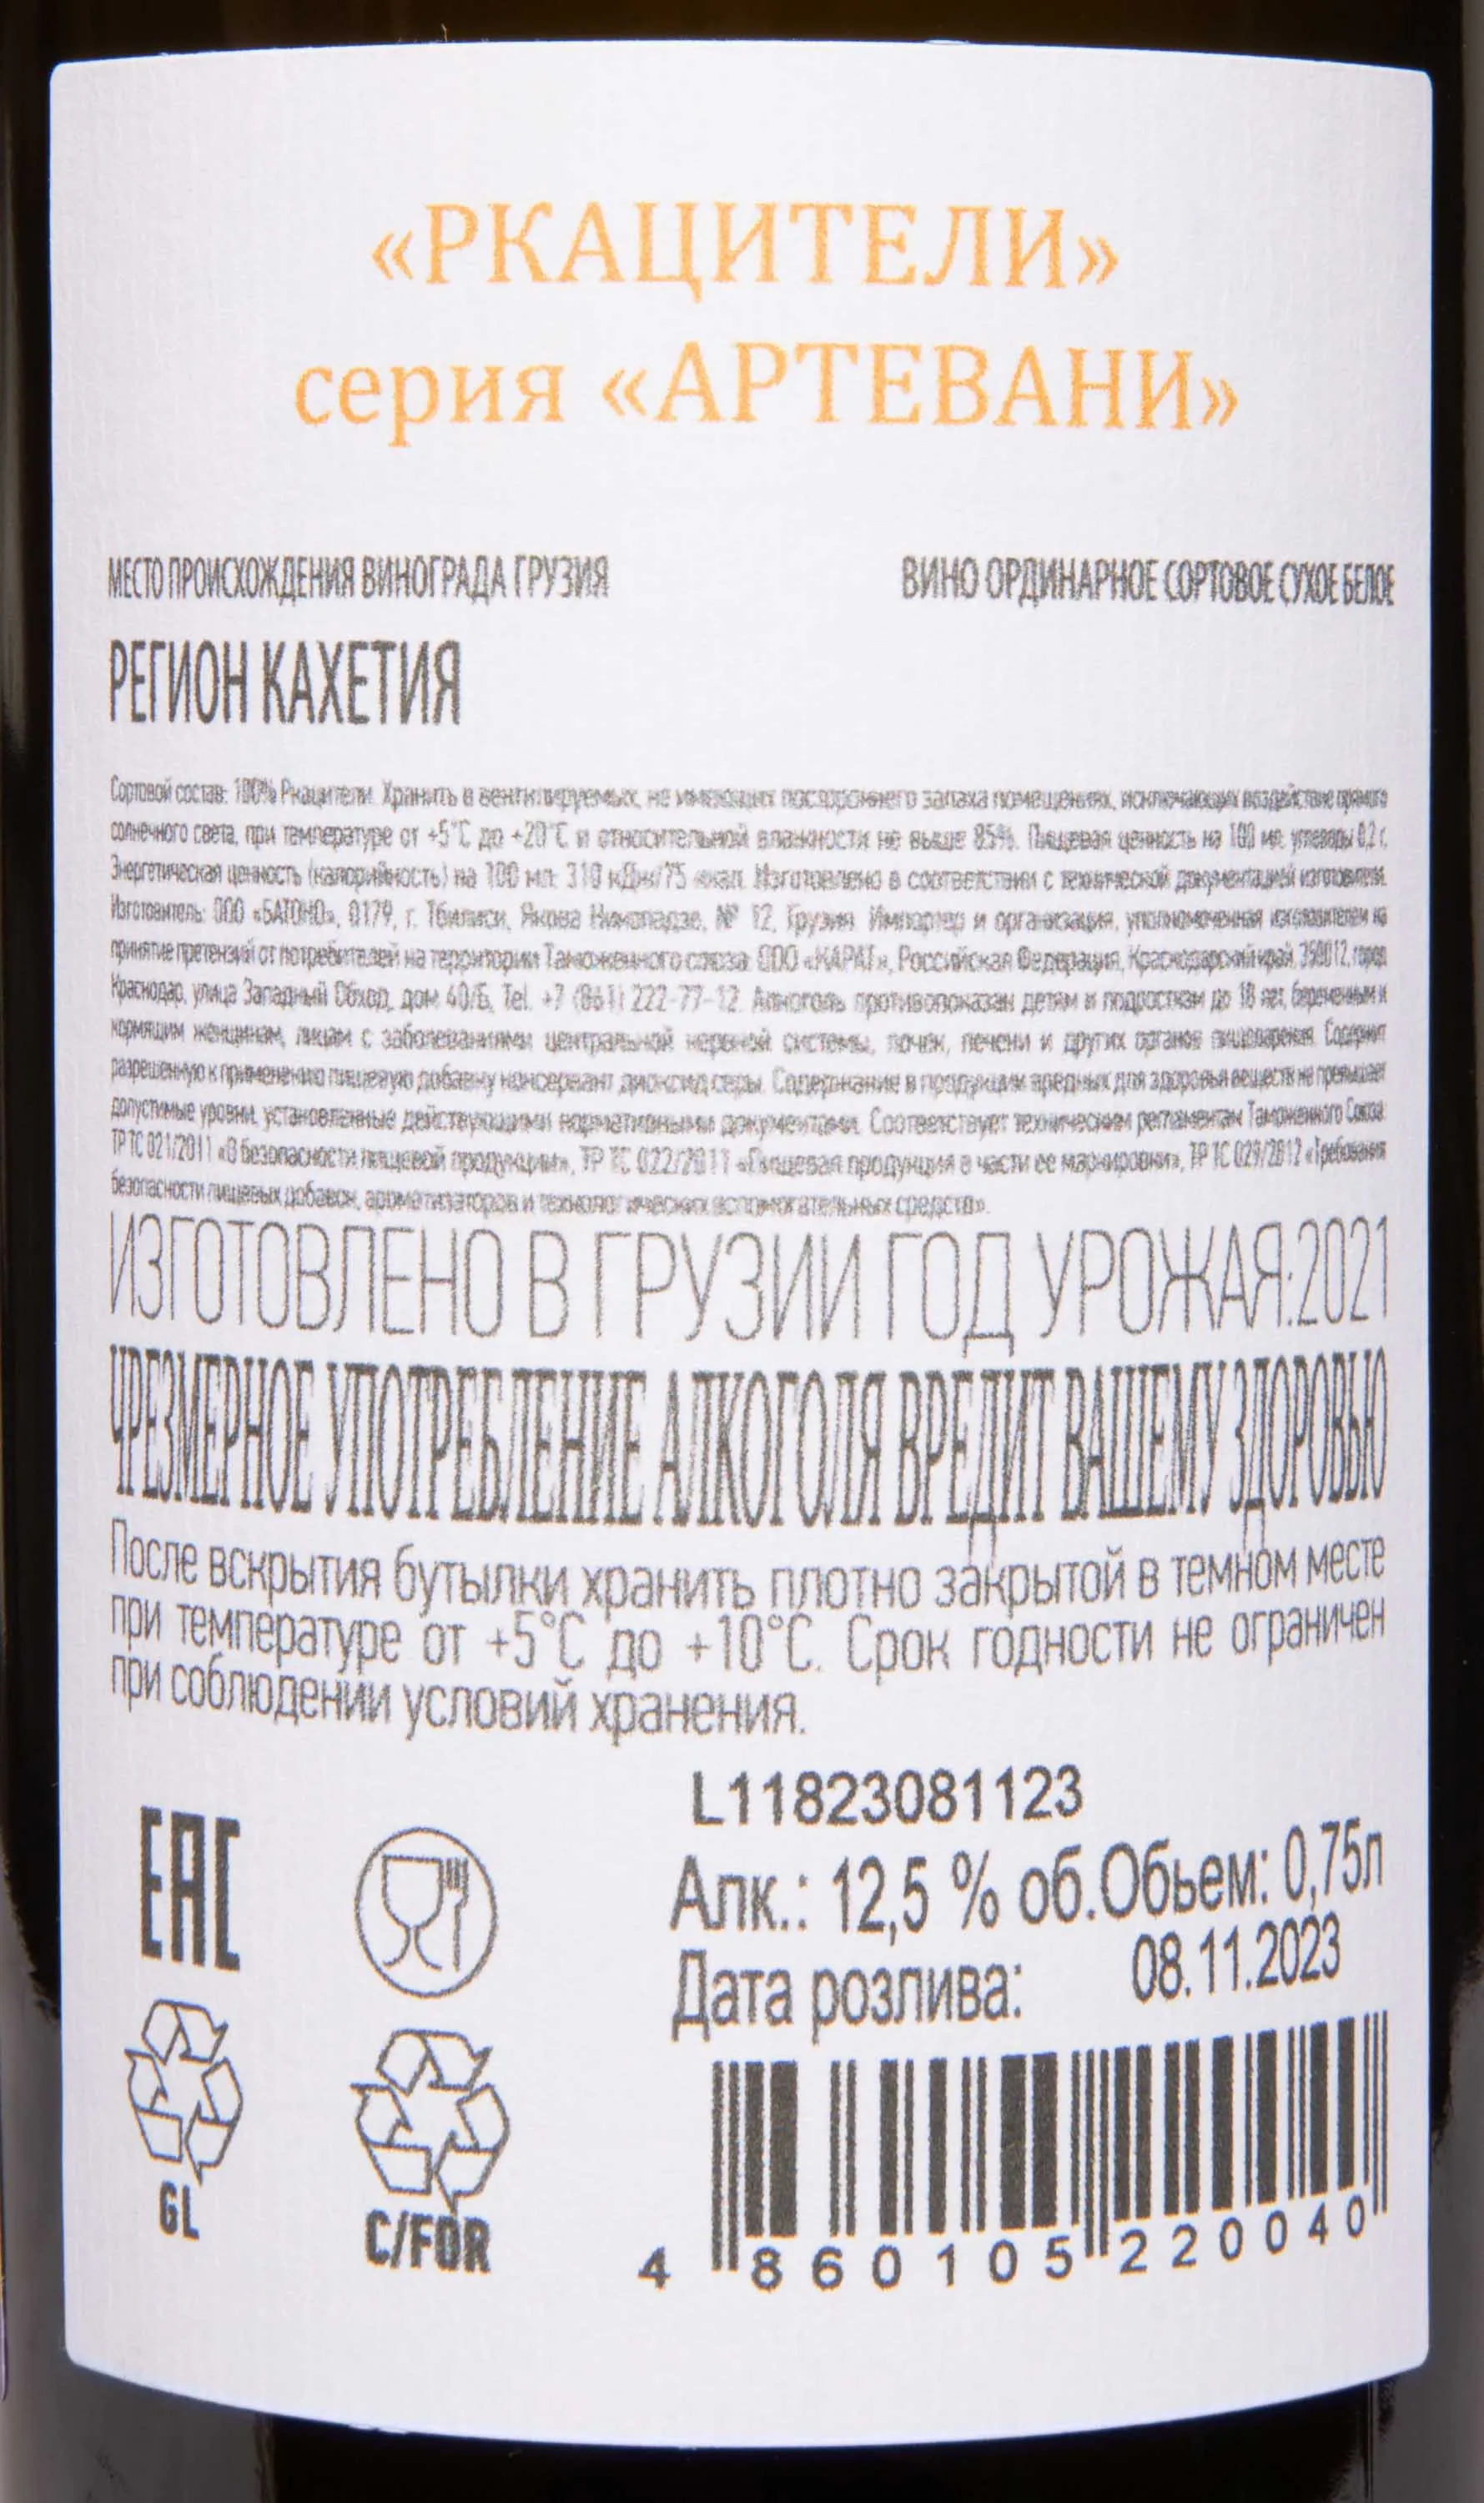 «РКАЦИТЕЛИ»
серия «АРТЕВАНИ»
МЕСТО ПРОИСХОЖДЕНИЯ ВИНОГРАДА ГРУЗИЯ
ВИНО ОРДИНАРНОЕ СОРТОВОЕ СУХОЕ БЕЛОЕ
РЕГИОН КАХЕТИЯ
Сортовой состав: 100% Ркацители. Хранить в вентилируемых, не имеющих постороннего запаха помещениях, исключающих воздействие прямого
солнечного света, при температуре от +5°С до +20°С и относительной влажности не выше 85%. Пищевая ценность на 100 мл: углеводы 0,2 г.
Энергетическая ценность (калорийность) на 100 мл: 310 кДж/75 ккал. Изготовлено в соответствии с технической документацией изготовителя.
Изготовитель: ООО «БАТОНО», 0179, г. Тбилиси, Якова № 12, Грузия. Импортер и организация, уполномоченная изготовителем на
принятие претензий от потребителей на территории Таможенного союза: ООО «КАРАТ», Российская Федерация, Краснодарский край, 350012, город
Краснодар, улица Западный Обход, дом 40/Б, Tel. +7 (861) 222-77-12. Алкоголь противопоказан детям и подросткам до 18 лет, беременным и
кормящим женщинам, лицам с заболеваниями центральной нервной системы, почек, печени и других органов пищеварения. Содержит
разрешенную к применению пищевую добавку консервант диоксид серы. Содержание в продукции вредных для здоровья веществ не превышает
допустимые уровни, установленные действующими нормативными документами. Соответствует техническим регламентам Таможенного Союза:
ТР ТС 021/2011 «О безопасности пищевой продукции», ТР ТС 022/2011 «Пищевая продукция в части ее маркировки», ТР ТС 029/2012 «Требования
безопасности пищевых добавок, ароматизаторов и технологических вспомогательных средств».
ИЗГОТОВЛЕНО В ГРУЗИИ ГОД УРОЖАЯ:2021
ЧРЕЗМЕРНОЕ УПОТРЕБЛЕНИЕ АЛКОГОЛЯ ВРЕДИТ ВАШЕМУ ЗДОРОВЬЮ
После вскрытия бутылки хранить плотно закрытой в темном месте
при температуре от +5°С до +10°С. Срок годности не ограничен
при соблюдении условий хранения.
L11823081123
Алк.: 12,5 % об.Обьем: 0,75л
Дата розлива: 08.11.2023
EAC
GL
C/FOR
4 860105 220040